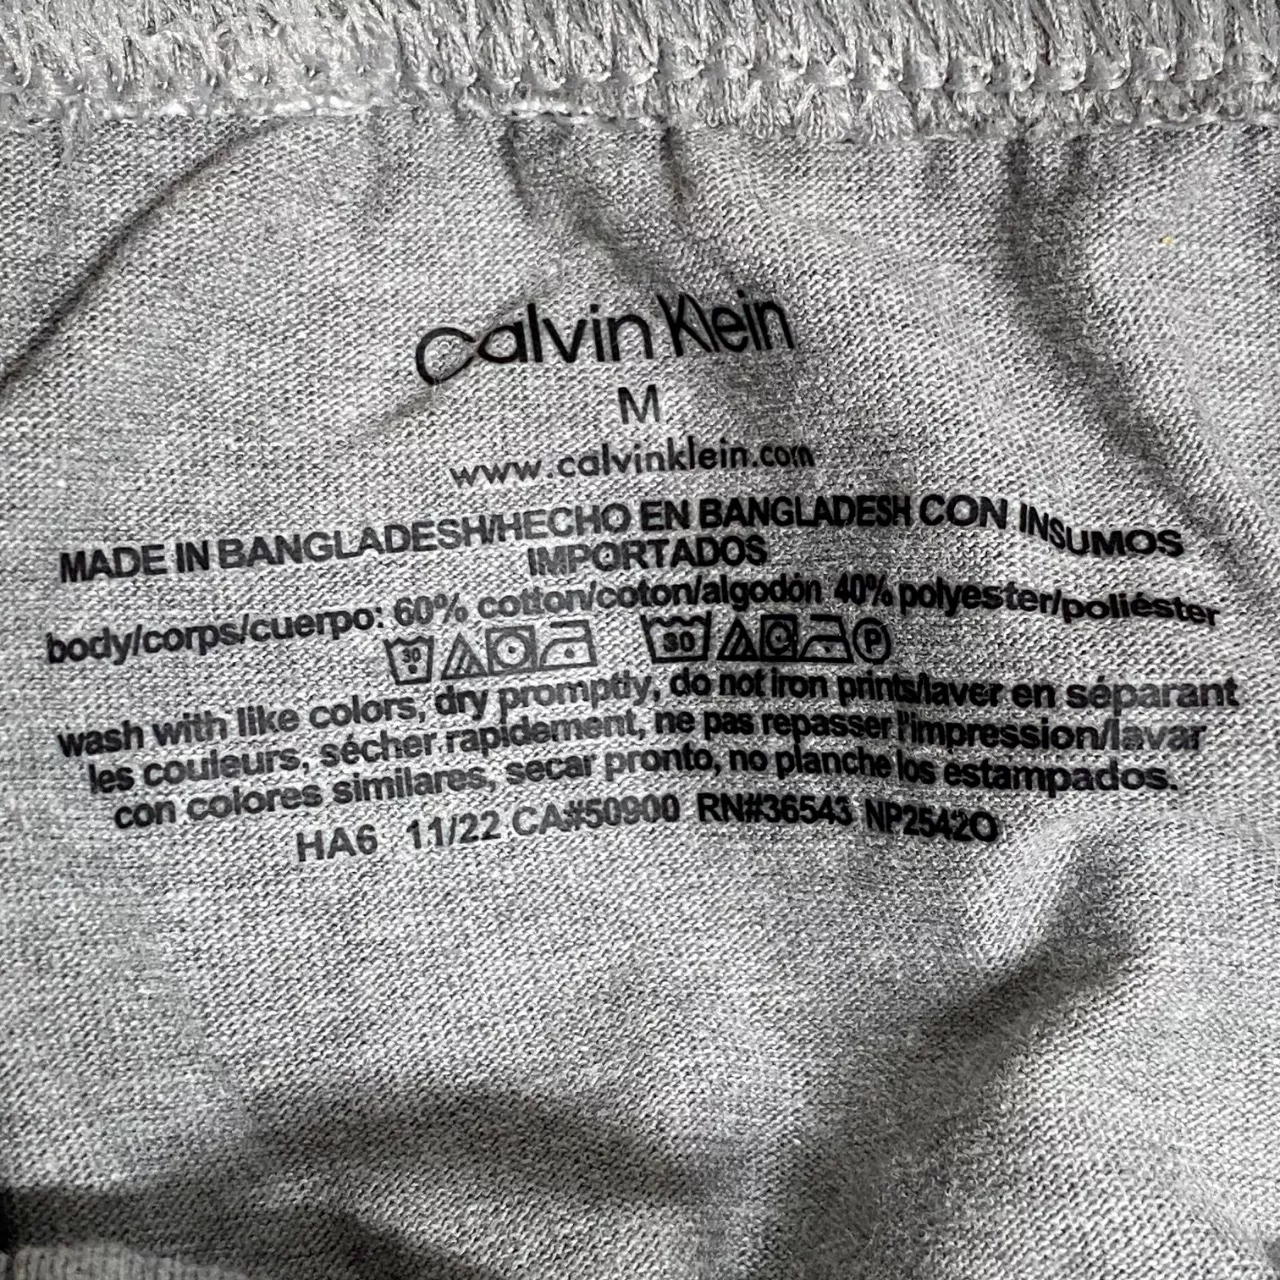 Calvin Klein
M
www.calvinklein.com
MADE IN BANGLADESH/HECHO EN BANGLADESH CON INSUMOS
IMPORTADOS
body/corps/cuerpo: 60% cotton/coton/algodón 40% polyester/poliéster
30 30 P
wash with like colors, dry promptly, do not iron prints/laver en séparant
les couleurs, sécher rapidement, ne pas repasser l'impression/lavar
con colores similares, secar pronto, no planche los estampados.
HA6 11/22 CA#50900 RN#36543 NP2542O